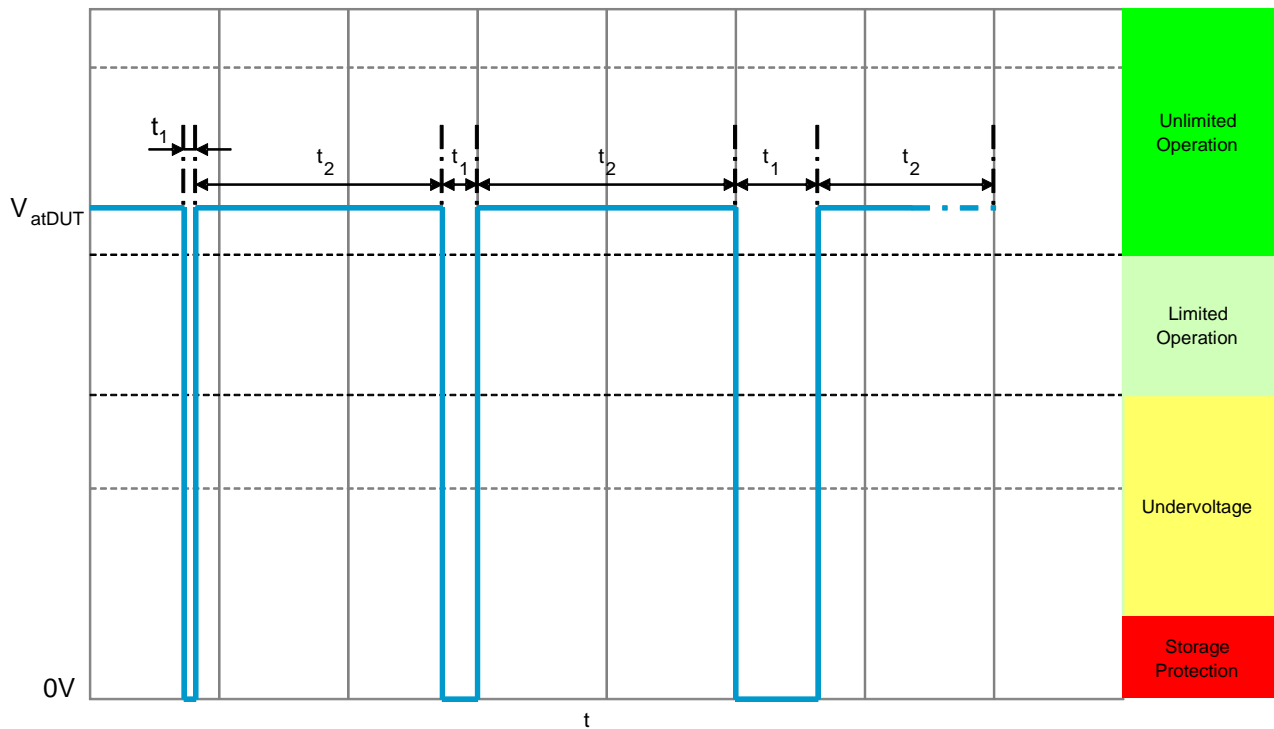 Unlimited
Operation
t1
t2
t1
t2
t1
t2
VatDUT
Limited
Operation
Undervoltage
Storage
Protection
0V
t